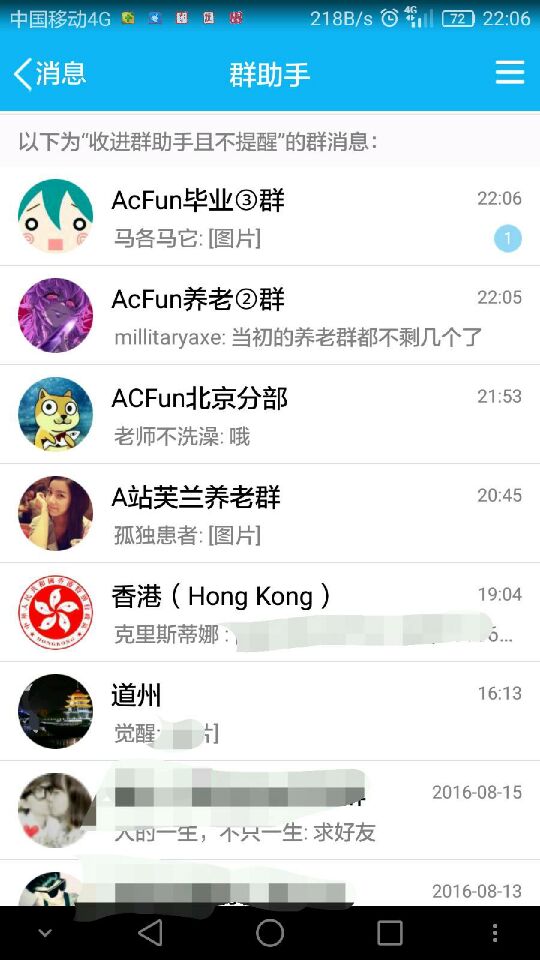 中国移动4G
218B/s
4G
72
22:06
消息
群助手
以下为“收进群助手且不提醒”的群消息：
AcFun毕业③群
22:06
马各马它: [图片]
1
AcFun养老②群
22:05
millitaryaxe: 当初的养老群都不剩几个了
ACFun北京分部
21:53
老师不洗澡: 哦
A站芙兰养老群
20:45
孤独患者: [图片]
香港（Hong Kong ）
19:04
克里斯蒂娜 :
道州
16:13
觉醒:
2016-08-15
人的一生，不只一生: 求好友
2016-08-13